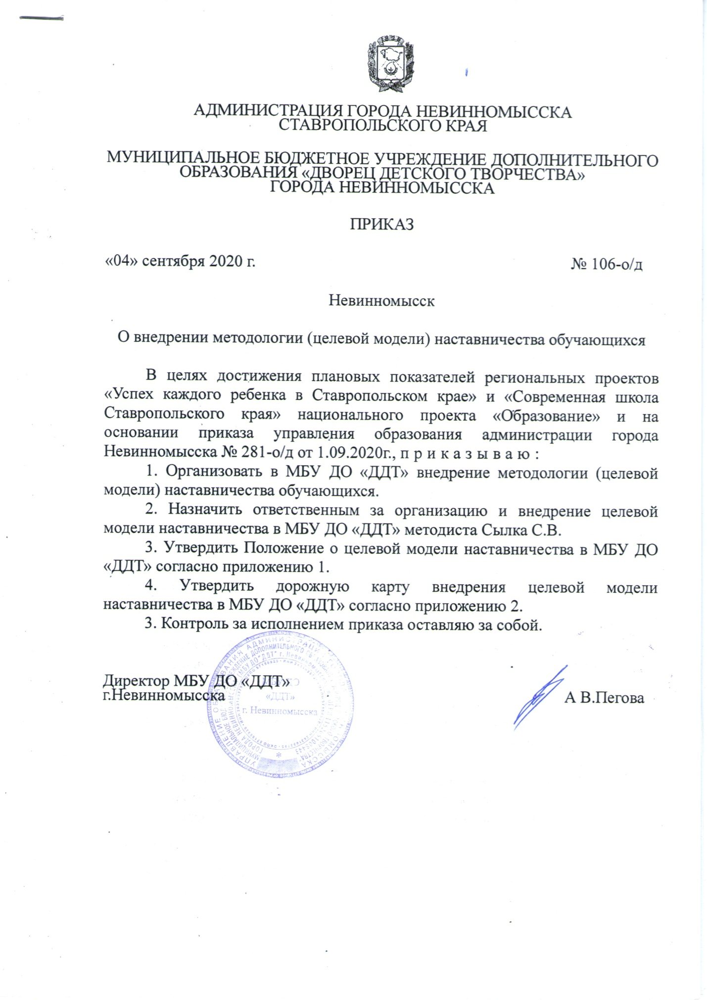 АДМИНИСТРАЦИЯ ГОРОДА НЕВИННОМЫССКА
СТАВРОПОЛЬСКОГО КРАЯ
МУНИЦИПАЛЬНОЕ БЮДЖЕТНОЕ УЧРЕЖДЕНИЕ ДОПОЛНИТЕЛЬНОГО
ОБРАЗОВАНИЯ «ДВОРЕЦ ДЕТСКОГО ТВОРЧЕСТВА»
ГОРОДА НЕВИННОМЫССКА
ПРИКАЗ
«04» сентября 2020 г. № 106-о/д
Невинномысск
О внедрении методологии (целевой модели) наставничества обучающихся
В целях достижения плановых показателей региональных проектов
«Успех каждого ребенка в Ставропольском крае» и «Современная школа
Ставропольского края» национального проекта «Образование» и на
основании приказа управления образования администрации города
Невинномысска № 281-о/д от 1.09.2020г., п р и к а з ы в а ю :
1. Организовать в МБУ ДО «ДДТ» внедрение методологии (целевой
модели) наставничества обучающихся.
2. Назначить ответственным за организацию и внедрение целевой
модели наставничества в МБУ ДО «ДДТ» методиста Сылка С.В.
3. Утвердить Положение о целевой модели наставничества в МБУ ДО
«ДДТ» согласно приложению 1.
4. Утвердить дорожную карту внедрения целевой модели
наставничества в МБУ ДО «ДДТ» согласно приложению 2.
3. Контроль за исполнением приказа оставляю за собой.
Директор МБУ ДО «ДДТ»
г.Невинномысска А В.Пегова
МБУ ДО
«ДДТ»
г. Невинномысска